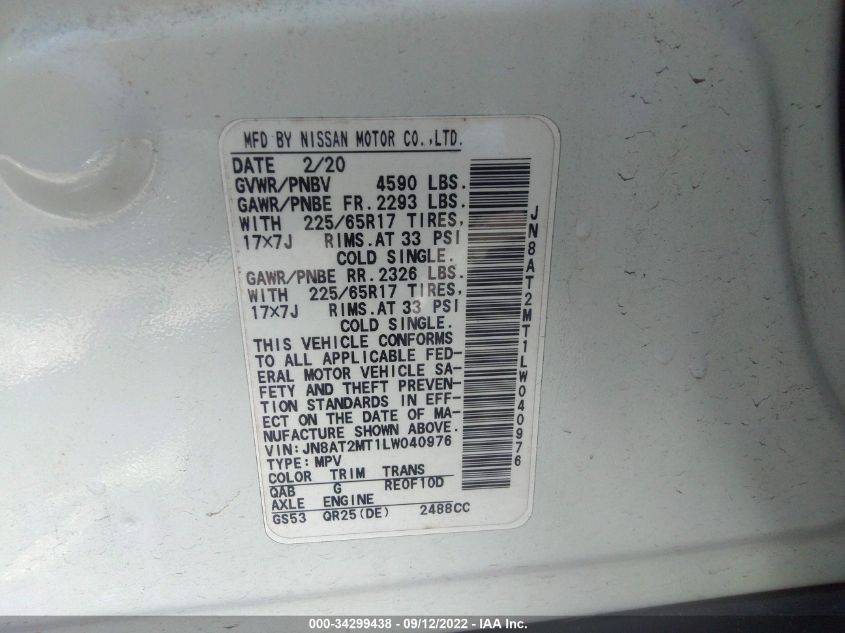 MFD BY NISSAN MOTOR CO.,LTD.
DATE 2/20
GVWR/PNBV 4590 LBS.
GAWR/PNBE FR. 2293 LBS.
WITH 225/65R17 TIRES,
17×7J RIMS.AT 33 PSI
COLD SINGLE.
GAWR/PNBE RR. 2326 LBS.
WITH 225/65R17 TIRES,
17×7J RIMS.AT 33 PSI
COLD SINGLE.
THIS VEHICLE CONFORMS
TO ALL APPLICABLE FED-
ERAL MOTOR VEHICLE SA-
FETY AND THEFT PREVEN-
TION STANDARDS IN EFF-
ECT ON THE DATE OF MA-
NUFACTURE SHOWN ABOVE.
VIN:JN8AT2MT1LW040976
TYPE:MPV
COLOR TRIM TRANS
QAB G RE0F10D
AXLE ENGINE
GS53 QR25(DE) 2488CC
JN8AT2MT1LW040976
000-34299438 - 09/12/2022 - IAA Inc.